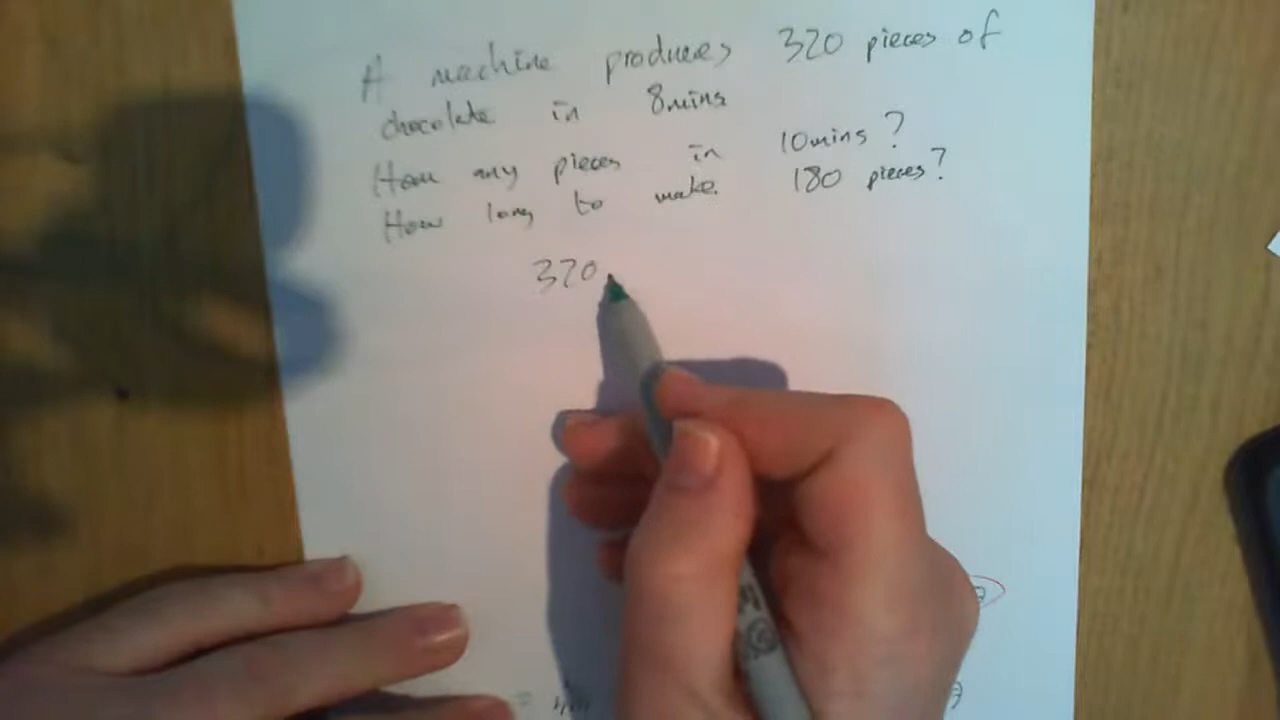 A machine produces 320 pieces of
chocolate in 8mins
How any pieces in 10mins ?
How long to make 180 pieces?
320
=